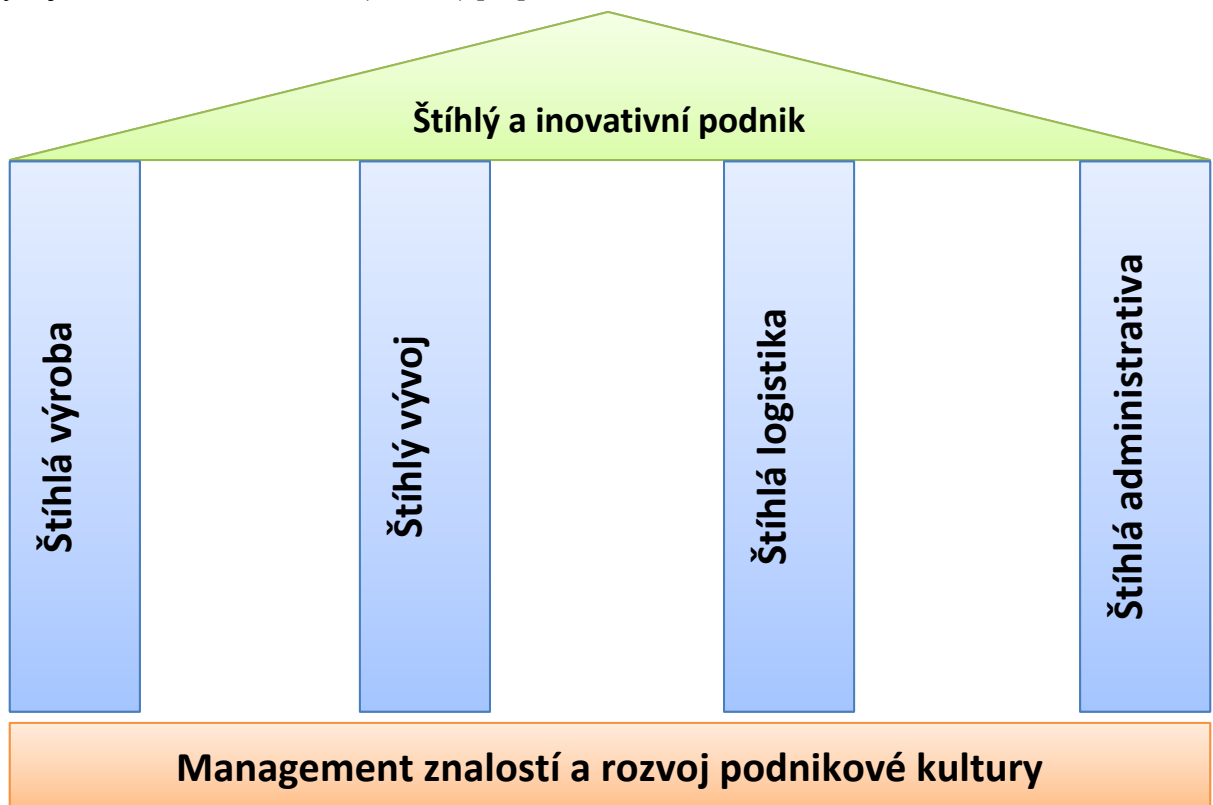 Štíhlý a inovativní podnik
Štíhlá výroba
Štíhlý vývoj
Štíhlá logistika
Štíhlá administrativa
Management znalostí a rozvoj podnikové kultury